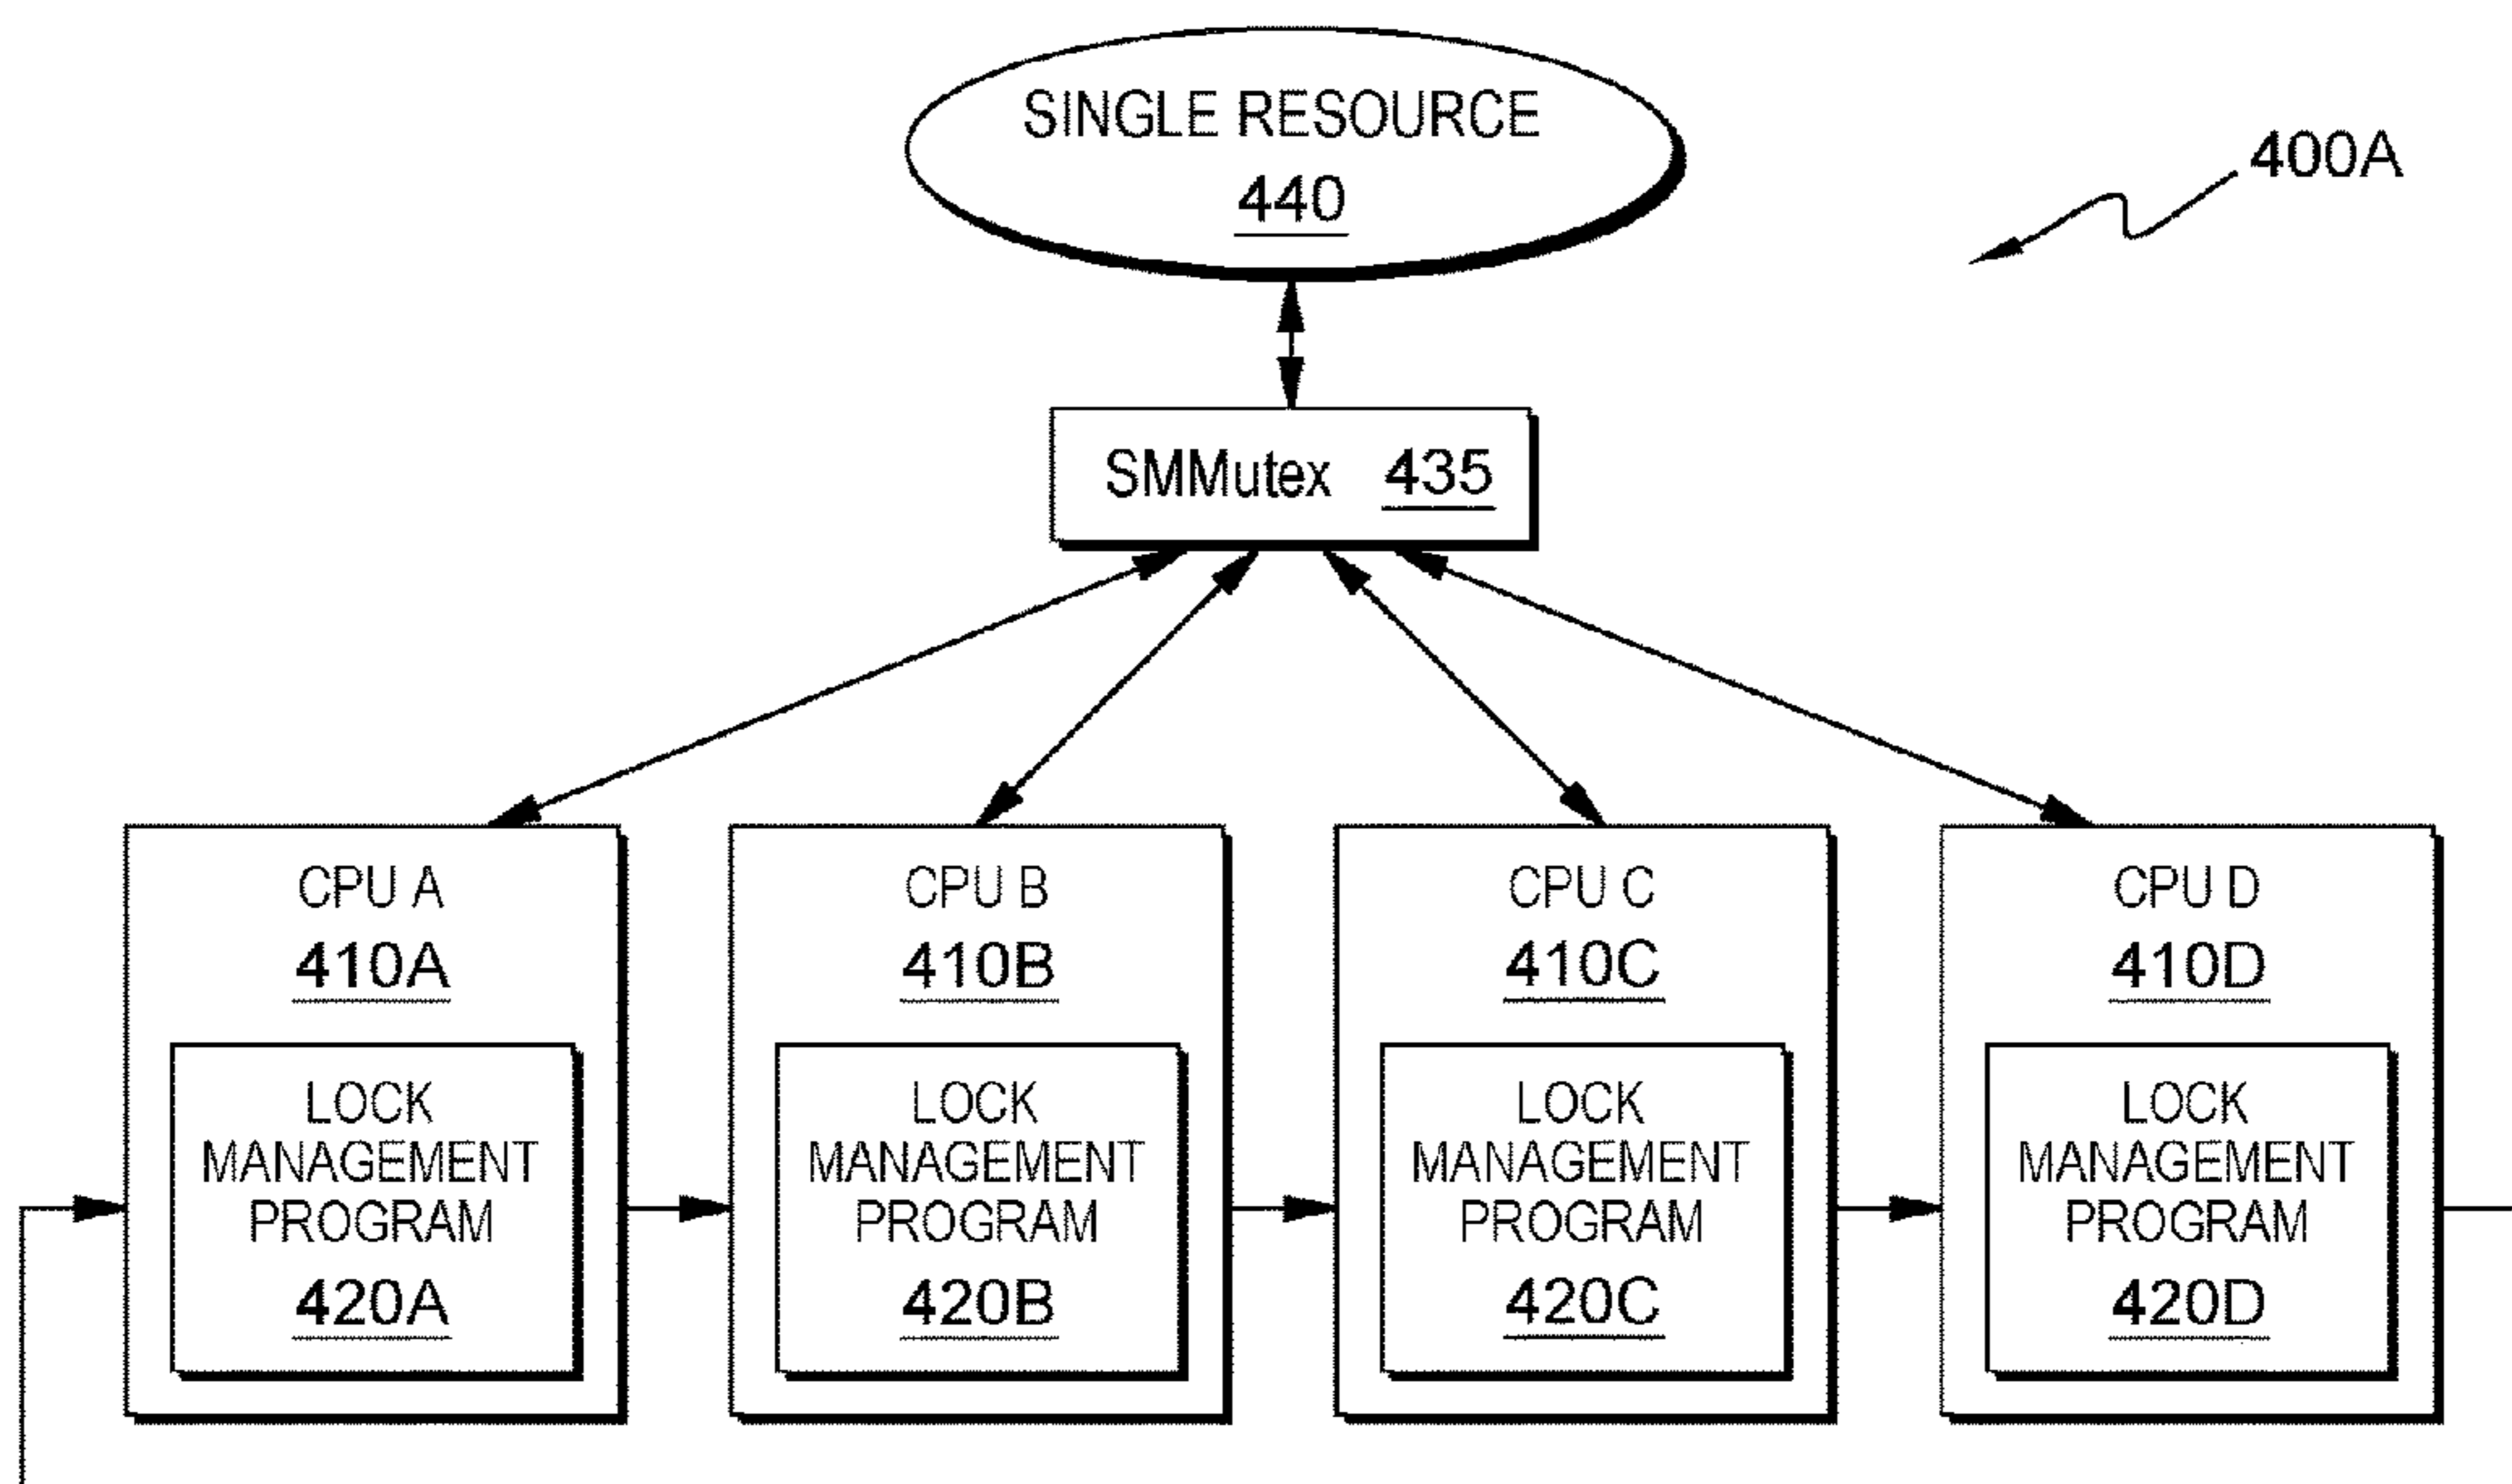 SINGLE RESOURCE
440
400A
SMMutex 435
CPU A
410A
LOCK
MANAGEMENT
PROGRAM
420A
CPU B
410B
LOCK
MANAGEMENT
PROGRAM
420B
CPU C
410C
LOCK
MANAGEMENT
PROGRAM
420C
CPU D
410D
LOCK
MANAGEMENT
PROGRAM
420D